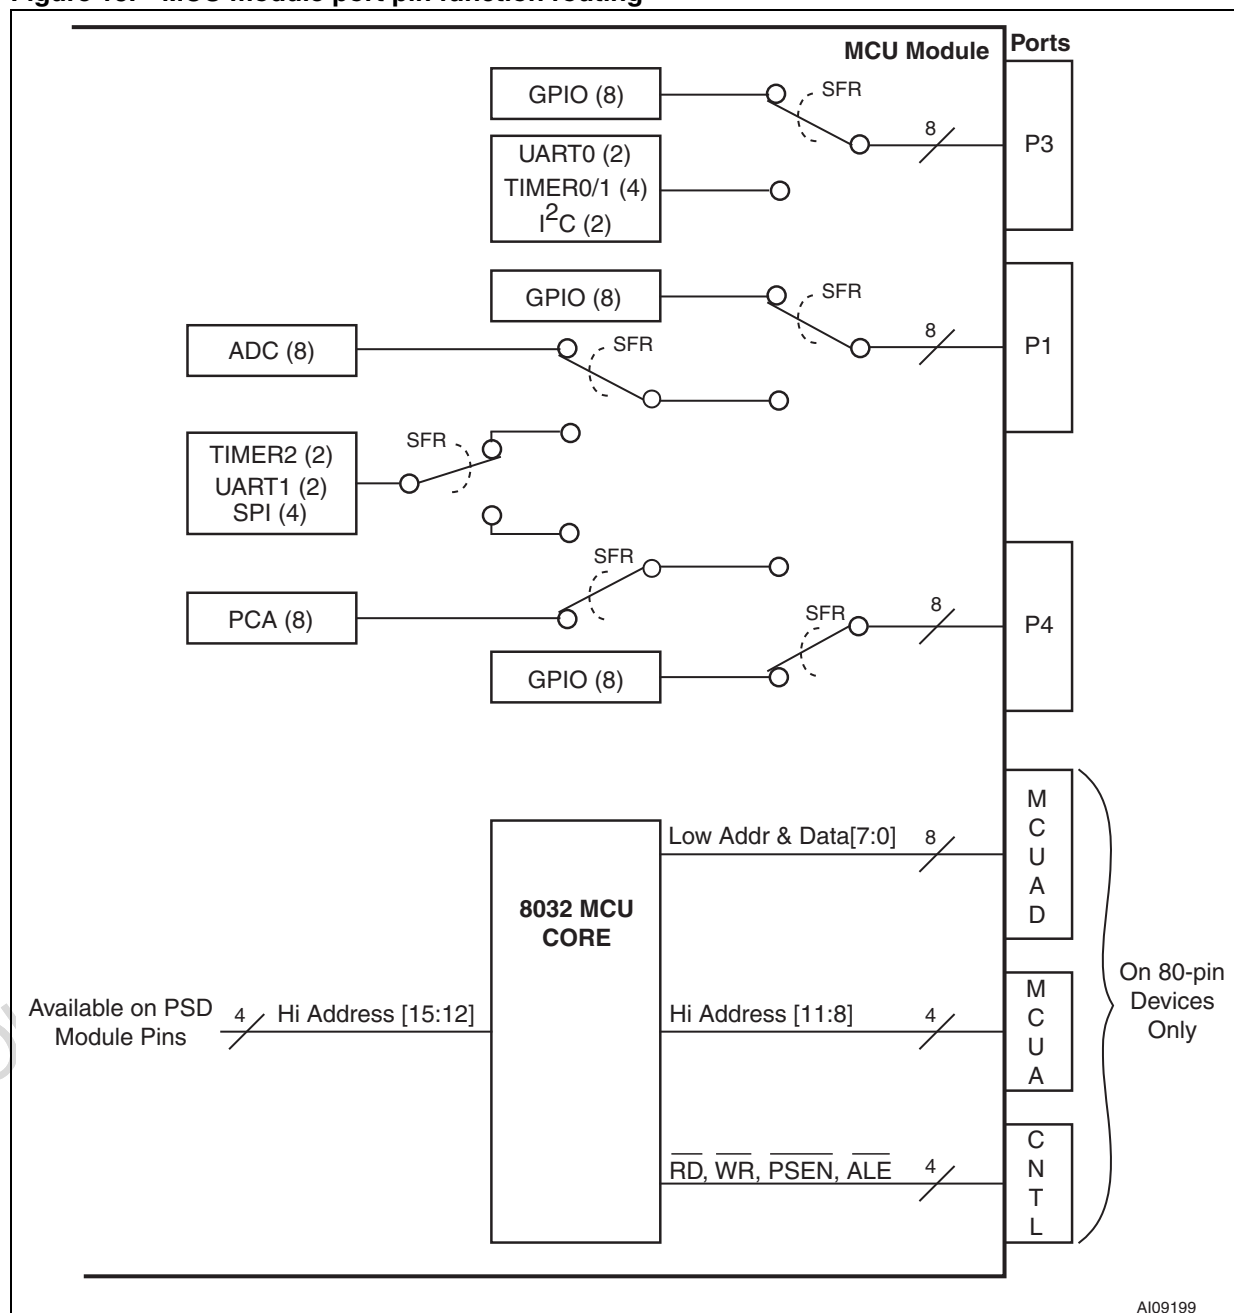 MCU Module
Ports
GPIO (8)
SFR
8
P3
UART0 (2)
TIMER0/1 (4)
I2C (2)
GPIO (8)
SFR
8
P1
ADC (8)
SFR
TIMER2 (2)
UART1 (2)
SPI (4)
SFR
PCA (8)
SFR
GPIO (8)
SFR
8
P4
8032 MCU
CORE
Low Addr & Data[7:0]
8
MCUAD
Available on PSD
Module Pins
4
Hi Address [15:12]
Hi Address [11:8]
4
MCUA
On 80-pin
Devices
Only
RD, WR, PSEN, ALE
4
CNTL
AI09199